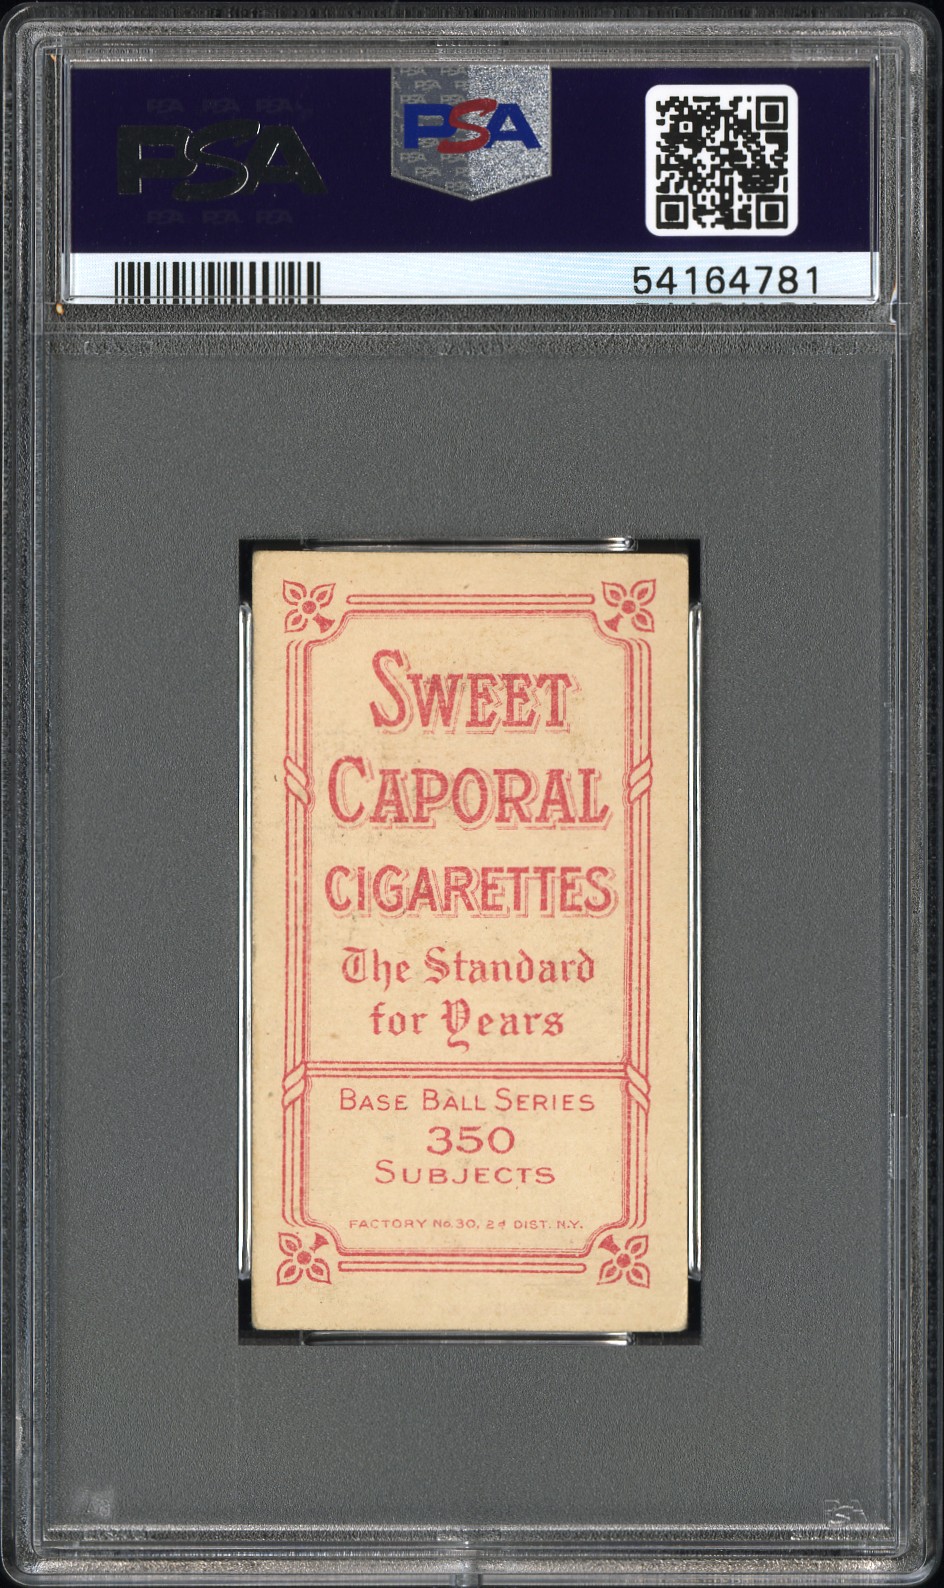 PSA
PSA
54164781
SWEET
CAPORAL
CIGARETTES
The Standard
for Years
BASE BALL SERIES
350
SUBJECTS
FACTORY No. 30, 2d DIST. N.Y.